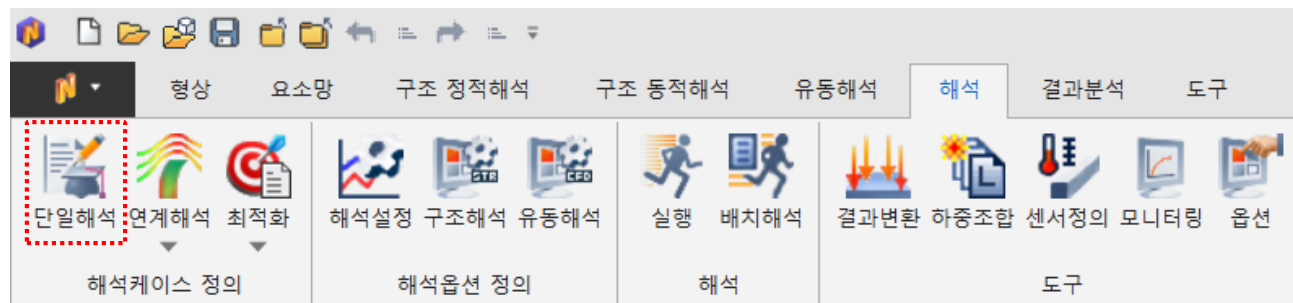 형상 요소망 구조 정적해석 구조 동적해석 유동해석 해석 결과분석 도구
STR CFD
단일해석 연계해석 최적화 해석설정 구조해석 유동해석 실행 배치해석 결과변환 하중조합 센서정의 모니터링 옵션
해석케이스 정의 해석옵션 정의 해석 도구